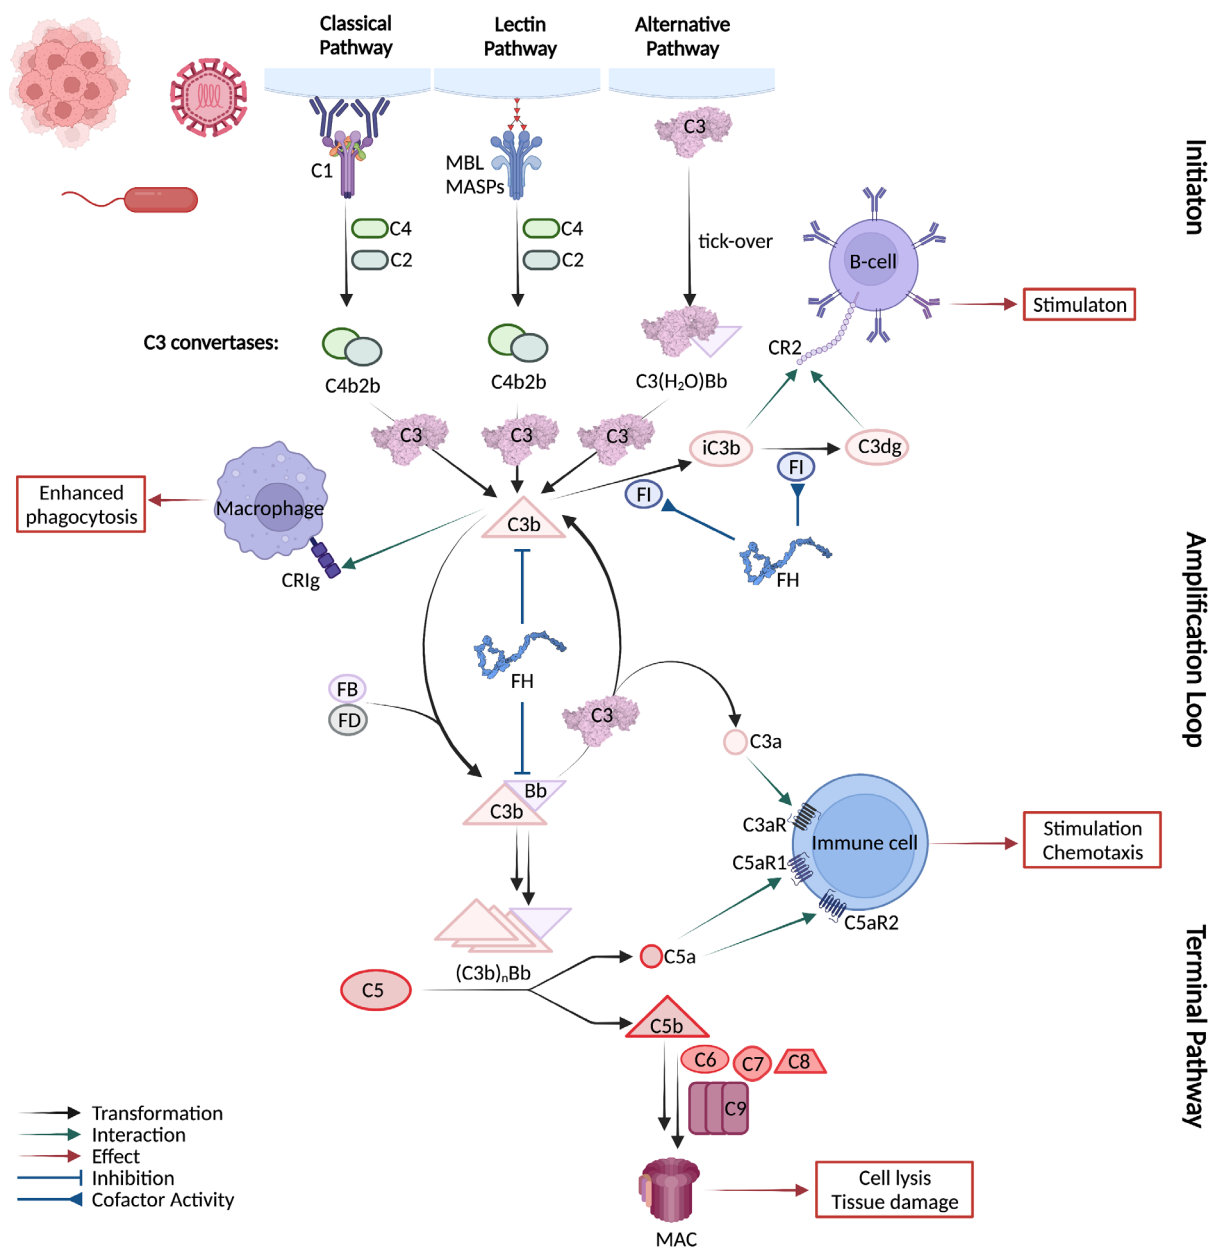 Classical
Pathway
Lectin
Pathway
Alternative
Pathway
C1
MBL
MASPs
C3
C4
C2
C4
C2
tick-over
B-cell
Stimulaton
CR2
Initiaton
C3 convertases:
C4b2b
C4b2b
C3(H₂O)Bb
C3
C3
C3
iC3b
C3dg
FI
FI
FH
Enhanced
phagocytosis
Macrophage
CRIg
C3b
FH
Amplification Loop
FB
FD
C3
C3a
Bb
C3b
C3aR
C5aR1
Immune cell
C5aR2
Stimulation
Chemotaxis
(C3b)ₙBb
C5
C5a
C5b
C6
C7
C8
C9
Terminal Pathway
MAC
Cell lysis
Tissue damage
Transformation
Interaction
Effect
Inhibition
Cofactor Activity